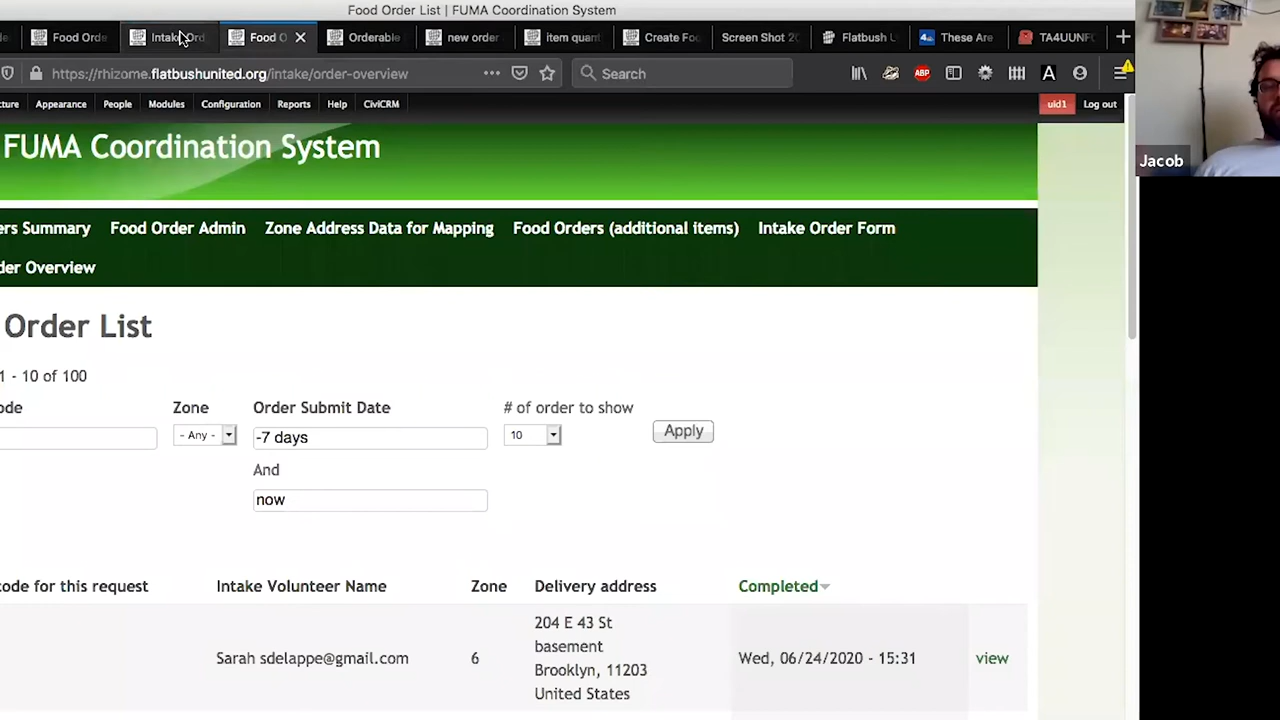 Food Order List | FUMA Coordination System
Food Orde
Intake Ord
Food O
Orderable
new order
item quant
Create Foo
Screen Shot 20
Flatbush U
These Are
TA4UUNFC
https://rhizome.flatbushunited.org/intake/order-overview
Search
ABP
A
cture
Appearance
People
Modules
Configuration
Reports
Help
CiviCRM
uid1
Log out
FUMA Coordination System
Jacob
ers Summary
Food Order Admin
Zone Address Data for Mapping
Food Orders (additional items)
Intake Order Form
der Overview
Order List
1 - 10 of 100
ode
Zone
Order Submit Date
# of order to show
- Any -
-7 days
10
Apply
And
now
code for this request
Intake Volunteer Name
Zone
Delivery address
Completed
Sarah sdelappe@gmail.com
6
204 E 43 St
basement
Brooklyn, 11203
United States
Wed, 06/24/2020 - 15:31
view